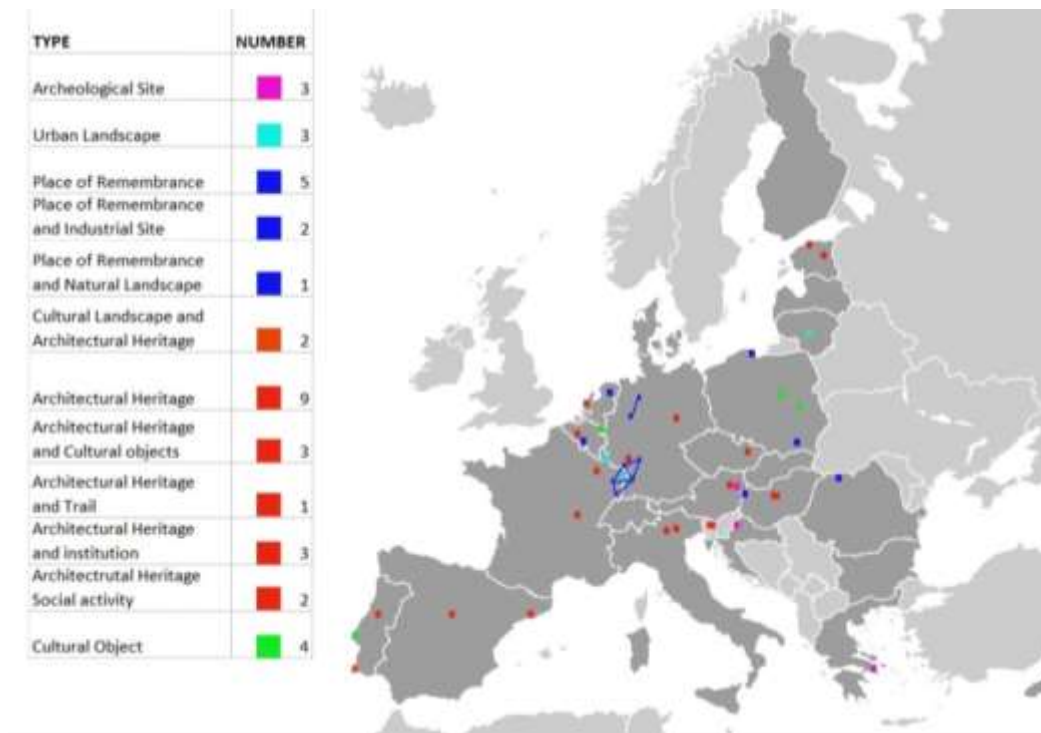 TYPE NUMBER
Archeological Site 3
Urban Landscape 3
Place of Remembrance 5
Place of Remembrance
and Industrial Site 2
Place of Remembrance
and Natural Landscape 1
Cultural Landscape and
Architectural Heritage 2
Architectural Heritage 9
Architectural Heritage
and Cultural objects 3
Architectural Heritage
and Trail 1
Architectural Heritage
and institution 3
Architectrutal Heritage
Social activity 2
Cultural Object 4